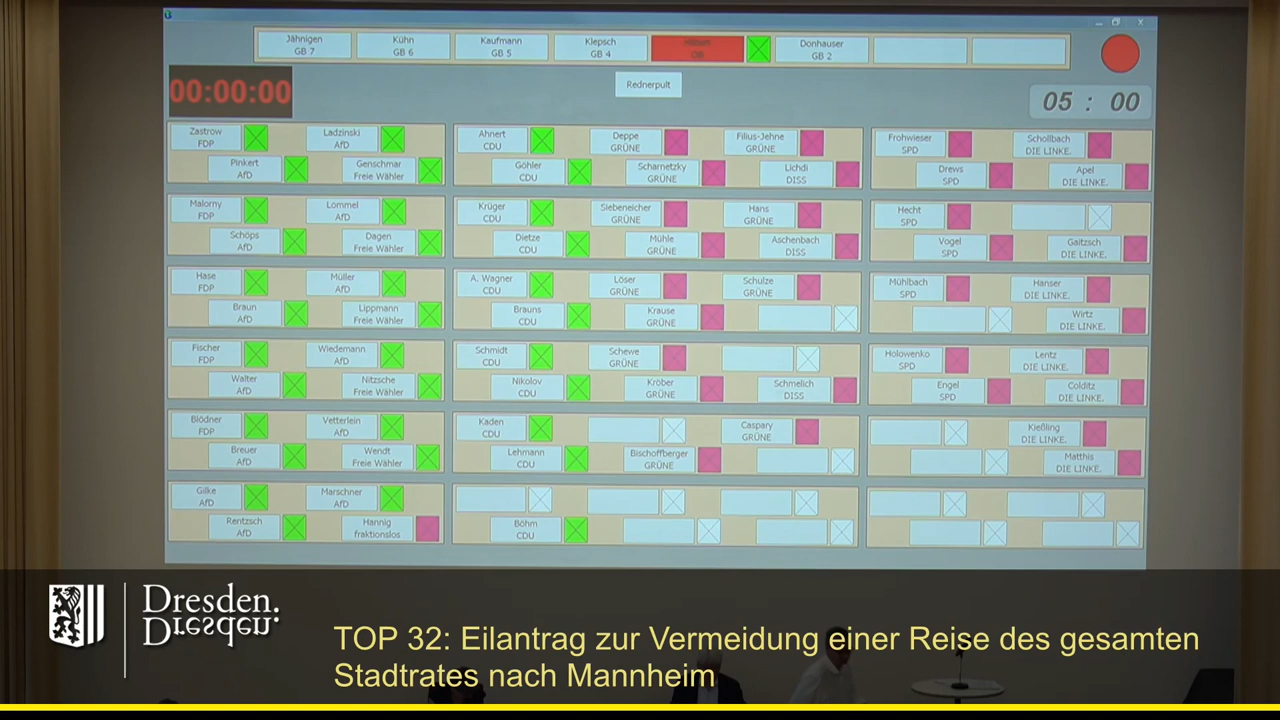 Jähnigen
GB 7
Kühn
GB 6
Kaufmann
GB 5
Klepsch
GB 4
OB
Donhauser
GB 2
00:00:00
Rednerpult
05 : 00
Zastrow
FDP
Ladzinski
AfD
Ahnert
CDU
Deppe
GRÜNE
Filius-Jehne
GRÜNE
Frohwieser
SPD
Schollbach
DIE LINKE.
Pinkert
AfD
Genschmar
Freie Wähler
Göhler
CDU
Scharnetzky
GRÜNE
Lichdi
DISS
Drews
SPD
Apel
DIE LINKE.
Malorny
FDP
Lommel
AfD
Krüger
CDU
Siebeneicher
GRÜNE
Hans
GRÜNE
Hecht
SPD
Schöps
AfD
Dagen
Freie Wähler
Dietze
CDU
Mühle
GRÜNE
Aschenbach
DISS
Vogel
SPD
Gaitzsch
DIE LINKE.
Hase
FDP
Müller
AfD
A. Wagner
CDU
Löser
GRÜNE
Schulze
GRÜNE
Mühlbach
SPD
Hanser
DIE LINKE.
Braun
AfD
Lippmann
Freie Wähler
Brauns
CDU
Krause
GRÜNE
Wirtz
DIE LINKE.
Fischer
FDP
Wiedemann
AfD
Schmidt
CDU
Schewe
GRÜNE
Holowenko
SPD
Lentz
DIE LINKE.
Walter
AfD
Nitzsche
Freie Wähler
Nikolov
CDU
Kröber
GRÜNE
Schmelich
DISS
Engel
SPD
Colditz
DIE LINKE.
Blödner
FDP
Vetterlein
AfD
Kaden
CDU
Caspary
GRÜNE
Kießling
DIE LINKE.
Breuer
AfD
Wendt
Freie Wähler
Lehmann
CDU
Bischoffberger
GRÜNE
Matthis
DIE LINKE.
Gilke
AfD
Marschner
AfD
Rentzsch
AfD
Hannig
fraktionslos
Böhm
CDU
Dresden.
Dresden.
TOP 32: Eilantrag zur Vermeidung einer Reise des gesamten
Stadtrates nach Mannheim